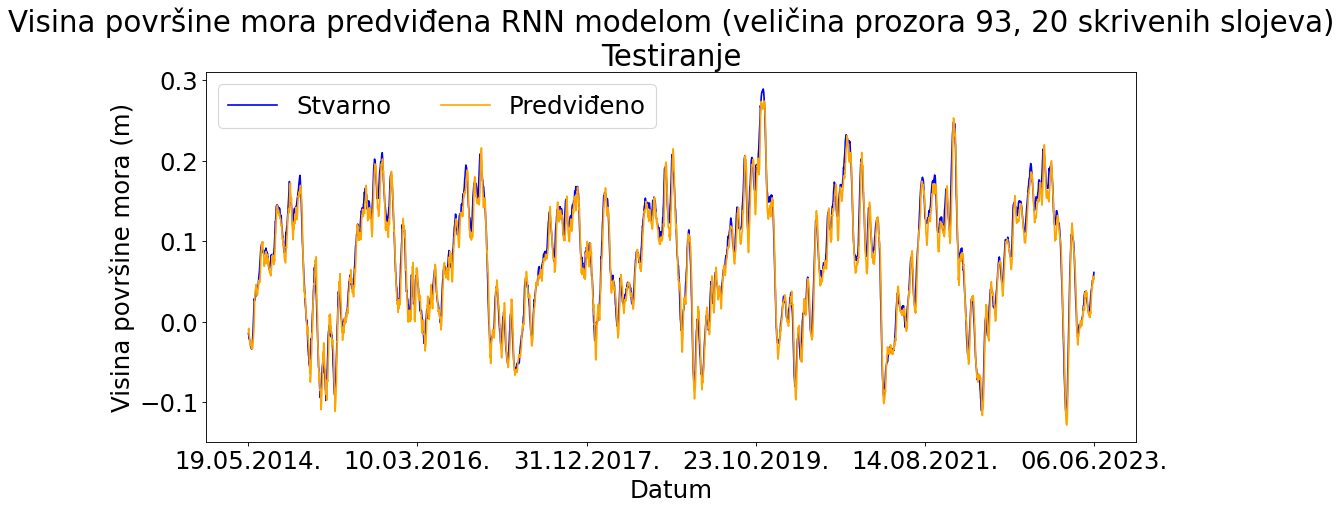 Visina površine mora predviđena RNN modelom (veličina prozora 93, 20 skrivenih slojeva)
Testiranje
Stvarno Predviđeno
Visina površine mora (m)
0.3
0.2
0.1
0.0
−0.1
19.05.2014. 10.03.2016. 31.12.2017. 23.10.2019. 14.08.2021. 06.06.2023.
Datum